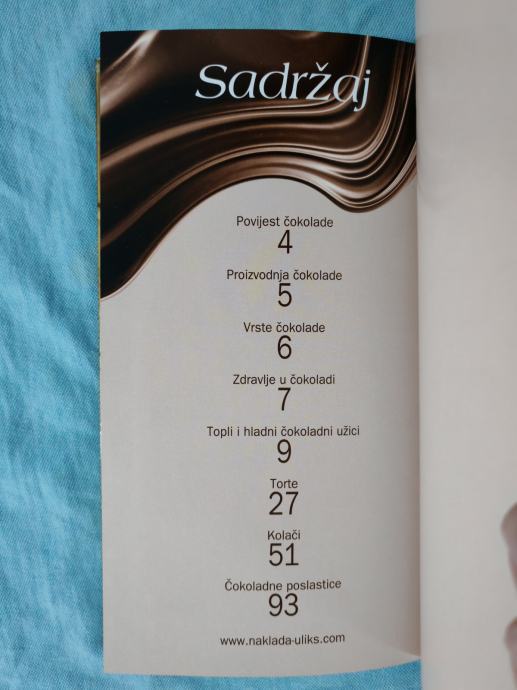 Sadržaj
Povijest čokolade
4
Proizvodnja čokolade
5
Vrste čokolade
6
Zdravlje u čokoladi
7
Topli i hladni čokoladni užici
9
Torte
27
Kolači
51
Čokoladne poslastice
93
www.naklada-uliks.com